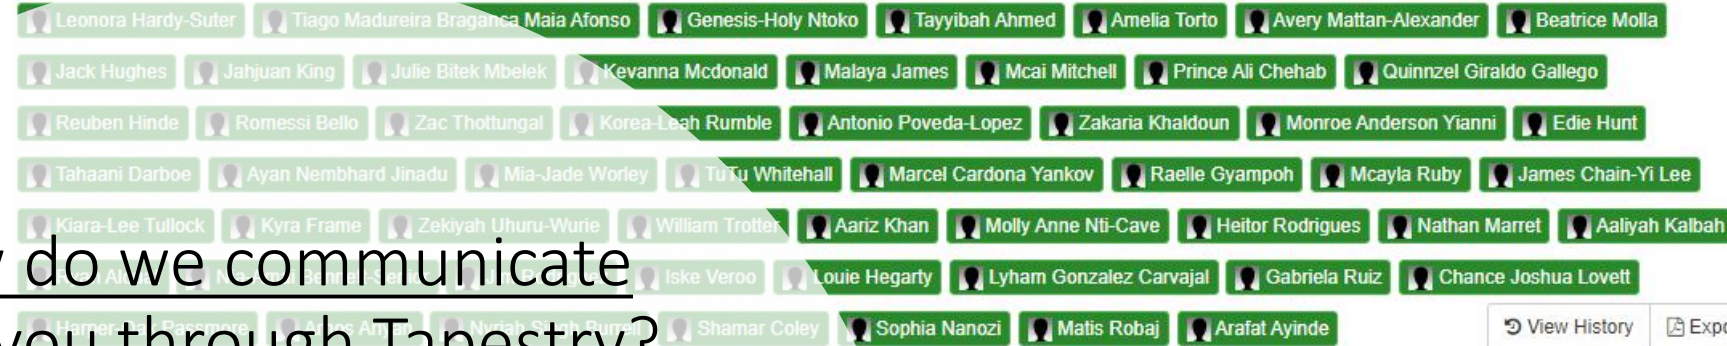 Leonora Hardy-Suter Tiago Madureira Braganca Maia Afonso Genesis-Holy Ntoko Tayyibah Ahmed Amelia Torto Avery Mattan-Alexander Beatrice Molla
Jack Hughes Jahjuan King Julie Bitek Mbelek Kevanna Mcdonald Malaya James Mcai Mitchell Prince Ali Chehab Quinnzel Giraldo Gallego
Reuben Hinde Romessi Bello Zac Thottungal Korea-Leah Rumble Antonio Poveda-Lopez Zakaria Khaldoun Monroe Anderson Yianni Edie Hunt
Tahaani Darboe Ayan Nembhard Jinadu Mia-Jade Worley TuTu Whitehall Marcel Cardona Yankov Raelle Gyampoh Mcayla Ruby James Chain-Yi Lee
Kiara-Lee Tullock Kyra Frame Zekiyah Uhuru-Wurie William Trotter Aariz Khan Molly Anne Nti-Cave Heitor Rodrigues Nathan Marret Aaliyah Kalbah
do we communicate
Iske Veroo Louie Hegarty Lyham Gonzalez Carvajal Gabriela Ruiz Chance Joshua Lovett
you through Tapestry?
Shamar Coley Sophia Nanozi Matis Robaj Arafat Ayinde View History